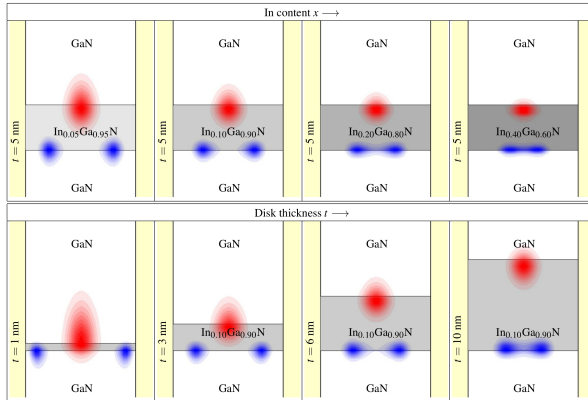 In content x ⟶
GaN GaN GaN GaN
In0.05Ga0.95N In0.10Ga0.90N In0.20Ga0.80N In0.40Ga0.60N
t = 5 nm t = 5 nm t = 5 nm t = 5 nm
GaN GaN GaN GaN
Disk thickness t ⟶
GaN GaN GaN GaN
In0.10Ga0.90N In0.10Ga0.90N In0.10Ga0.90N
t = 1 nm t = 3 nm t = 6 nm t = 10 nm
GaN GaN GaN GaN